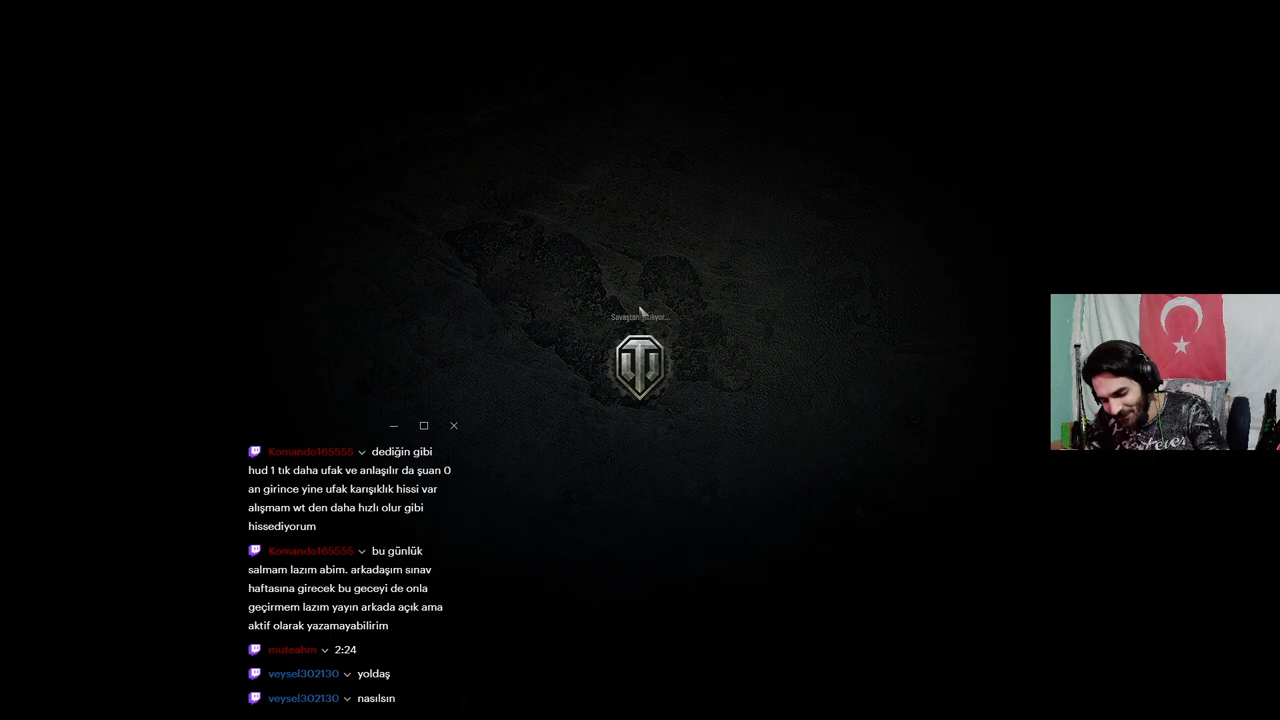 Komando165555 dediğin gibi
hud 1 tık daha ufak ve anlaşılır da şuan 0
an girince yine ufak karışıklık hissi var
alışmam wt den daha hızlı olur gibi
hissediyorum
Komando165555 bu günlük
salmam lazım abim. arkadaşım sınav
haftasına girecek bu geceyi de onla
geçirmem lazım yayın arkada açık ama
aktif olarak yazamayabilirim
muteahm 2:24
veysel302130 yoldaş
veysel302130 nasılsın